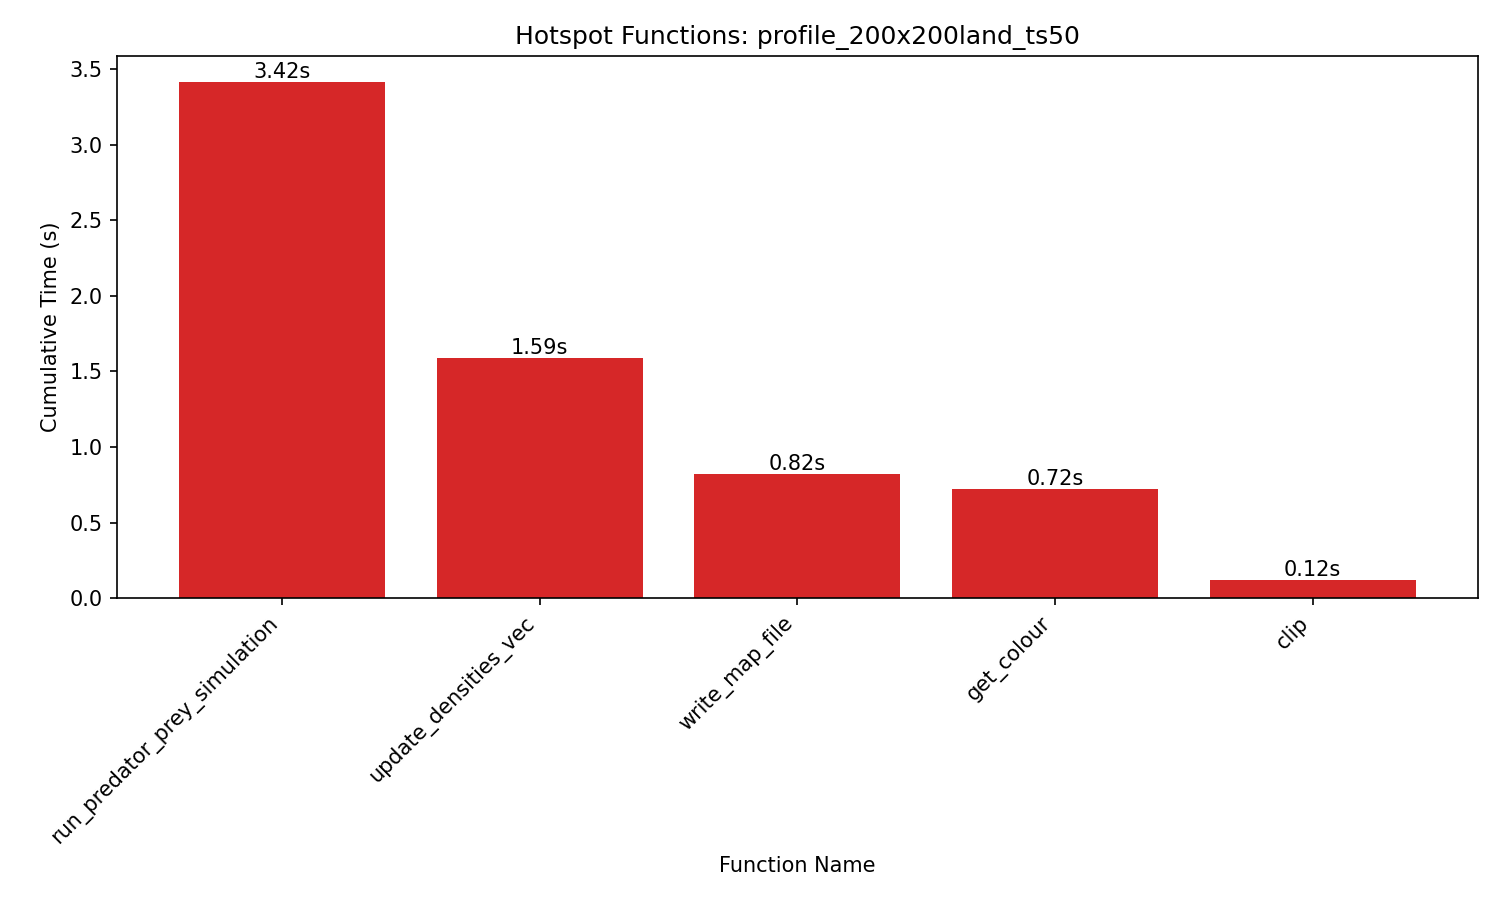 Hotspot Functions: profile_200x200land_ts50
3.5
3.0
2.5
2.0
1.5
1.0
0.5
0.0
Cumulative Time (s)
3.42s
1.59s
0.82s
0.72s
0.12s
run_predator_prey_simulation
update_densities_vec
write_map_file
get_colour
clip
Function Name